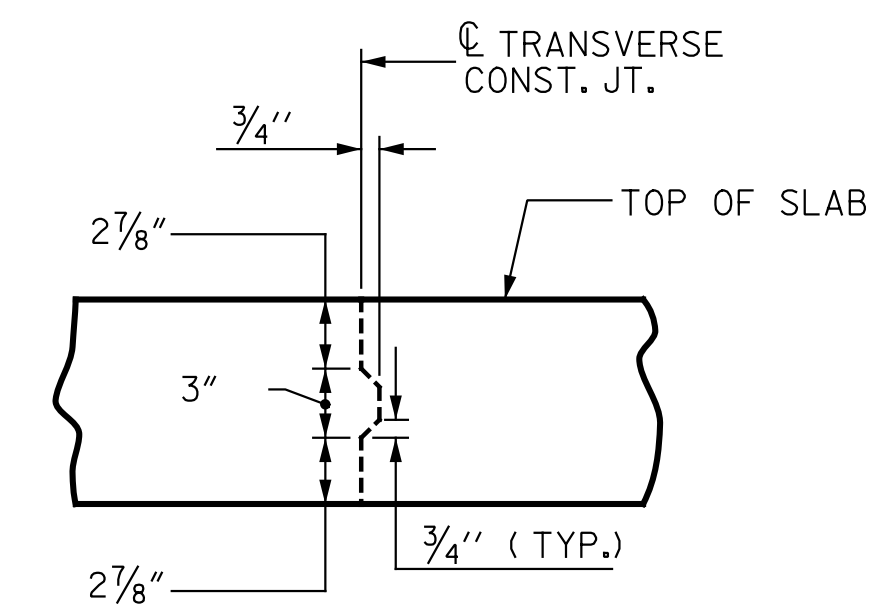 ℄ TRANSVERSE
CONST. JT.
3/4"
TOP OF SLAB
2 7/8"
3"
3/4" (TYP.)
2 7/8"